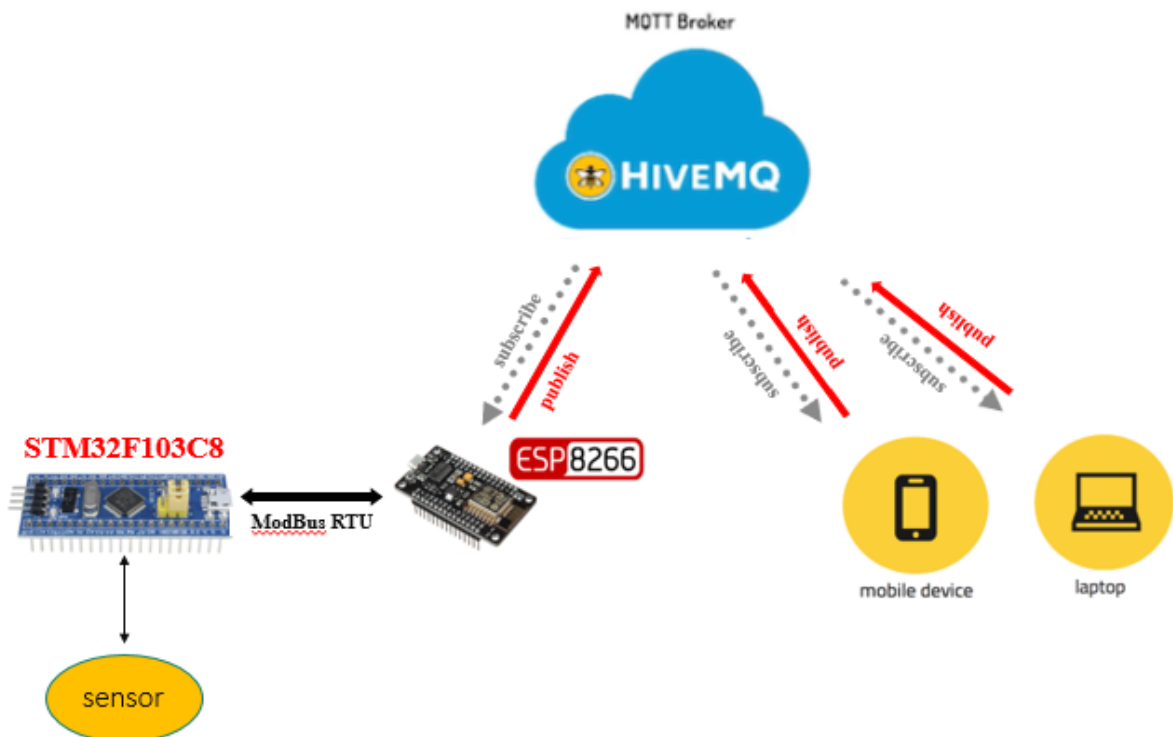 MQTT Broker
HIVEMQ
subscribe
publish
subscribe
publish
subscribe
publish
STM32F103C8
ESP8266
ModBus RTU
mobile device
laptop
sensor